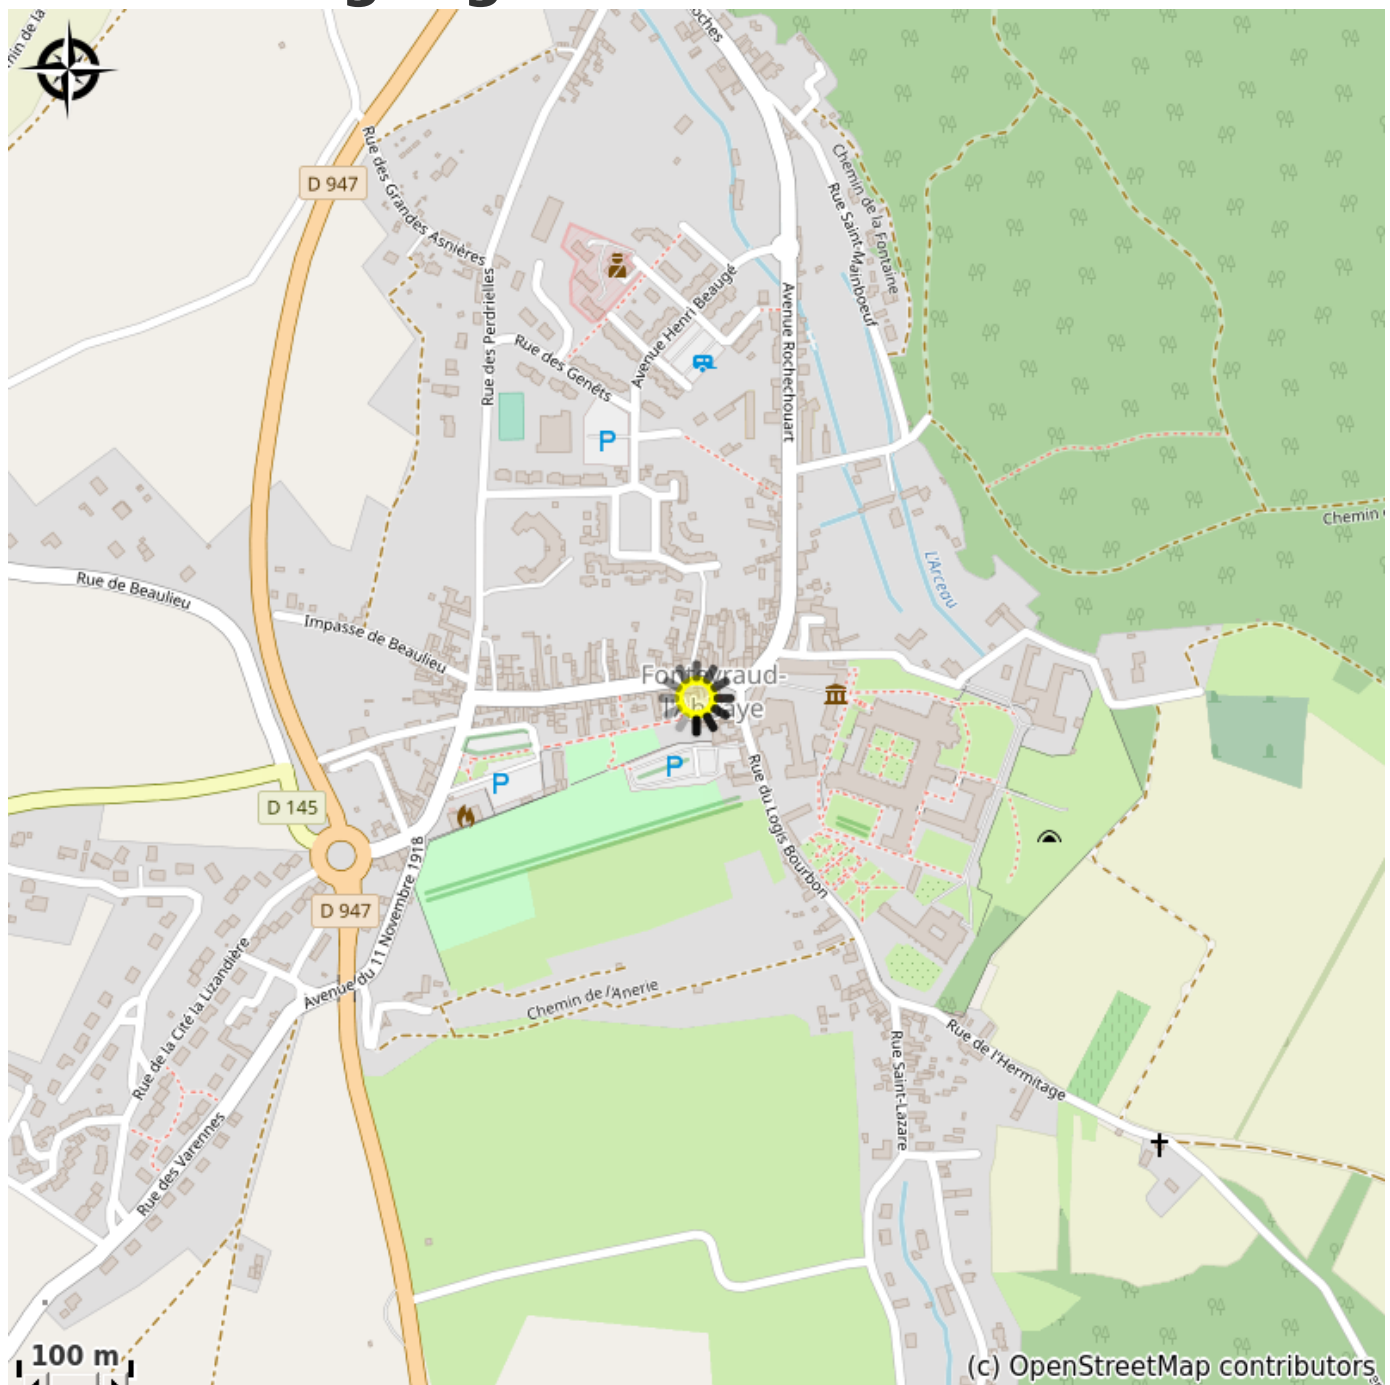 D 947
Rue des Grandes Asnières
Chemin de la Fontaine
Rue Saint-Mainboeuf
Rue des Perdrielles
Avenue Henri Beaugé
Avenue Rochechouart
Rue des Genêts
P
Chemin
L'Arceau
Rue de Beaulieu
Impasse de Beaulieu
P
P
D 145
Rue du Logis Bourbon
D 947
Avenue du 11 Novembre 1918
Rue de la Cité la Lizandière
Chemin de l'Anerie
Rue de l'Hermitage
Rue Saint-Lazare
Rue des Varennes
100 m
(c) OpenStreetMap contributors